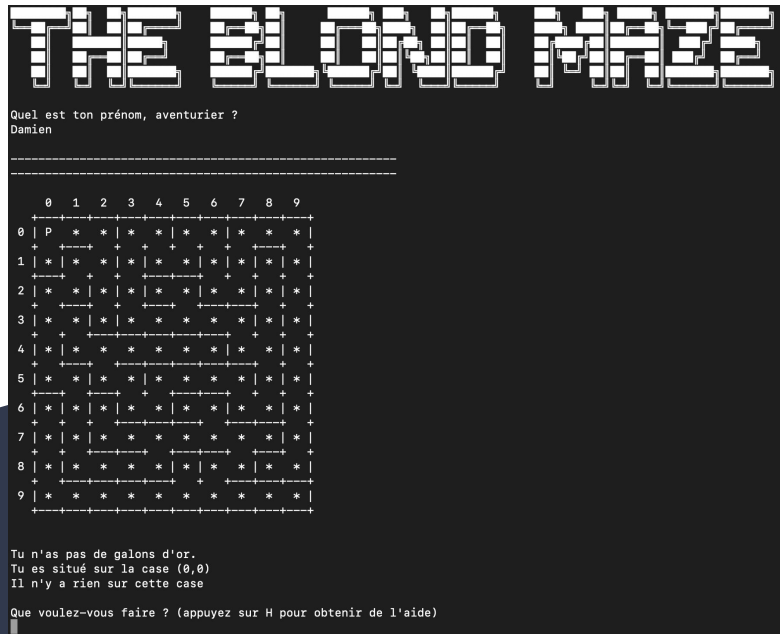 THE BLOND MAZE
Quel est ton prénom, aventurier ?
Damien
--------------------------------------------------------
--------------------------------------------------------
     0   1   2   3   4   5   6   7   8   9
   +---+---+---+---+---+---+---+---+---+---+
0  | P   *   * | *   * | *   * | *   *   * |
   +   +---+   +   +   +   +   +   +---+   +
1  | * | *   * | *   * | *   * | * | * | * |
   +---+   +   +   +---+---+   +   +   +   +
2  | *   * | * | *   *   * | *   * | * | * |
   +   +---+   +   +---+   +---+---+   +   +
3  | *   * | * | *   * | *   *   * | * | * |
   +   +   +---+---+---+---+---+   +   +   +
4  | * | *   *   *   *   *   * | *   * | * |
   +   +---+   +---+---+---+---+---+   +   +
5  | *   * | *   * | *   *   *   *   * | * |
   +---+   +---+   +   +---+---+---+---+   +
6  | * | * | *   * | *   *   * | *   *   * |
   +   +   +   +---+---+---+   +---+---+   +
7  | * | * | *   *   *   *   *   *   * | * |
   +   +   +---+---+   +---+---+---+   +   +
8  | * | *   *   *   * | * | *   * | *   * |
   +   +---+---+---+---+   +   +---+---+---+
9  | *   *   *   *   *   *   *   *   *   * |
   +---+---+---+---+---+---+---+---+---+---+
Tu n'as pas de galons d'or.
Tu es situé sur la case (0,0)
Il n'y a rien sur cette case
Que voulez-vous faire ? (appuyez sur H pour obtenir de l'aide)